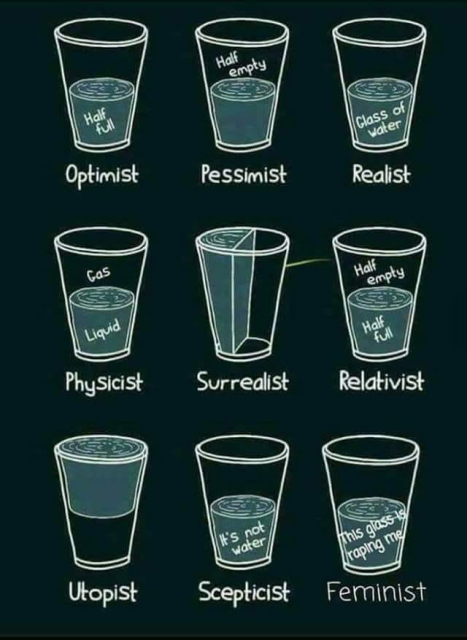 Half
full
Optimist
Half
empty
Pessimist
Glass of
water
Realist
Gas
Liquid
Physicist
Surrealist
Half
empty
Half
full
Relativist
Utopist
It's not
water
Scepticist
This glass is
raping me
Feminist